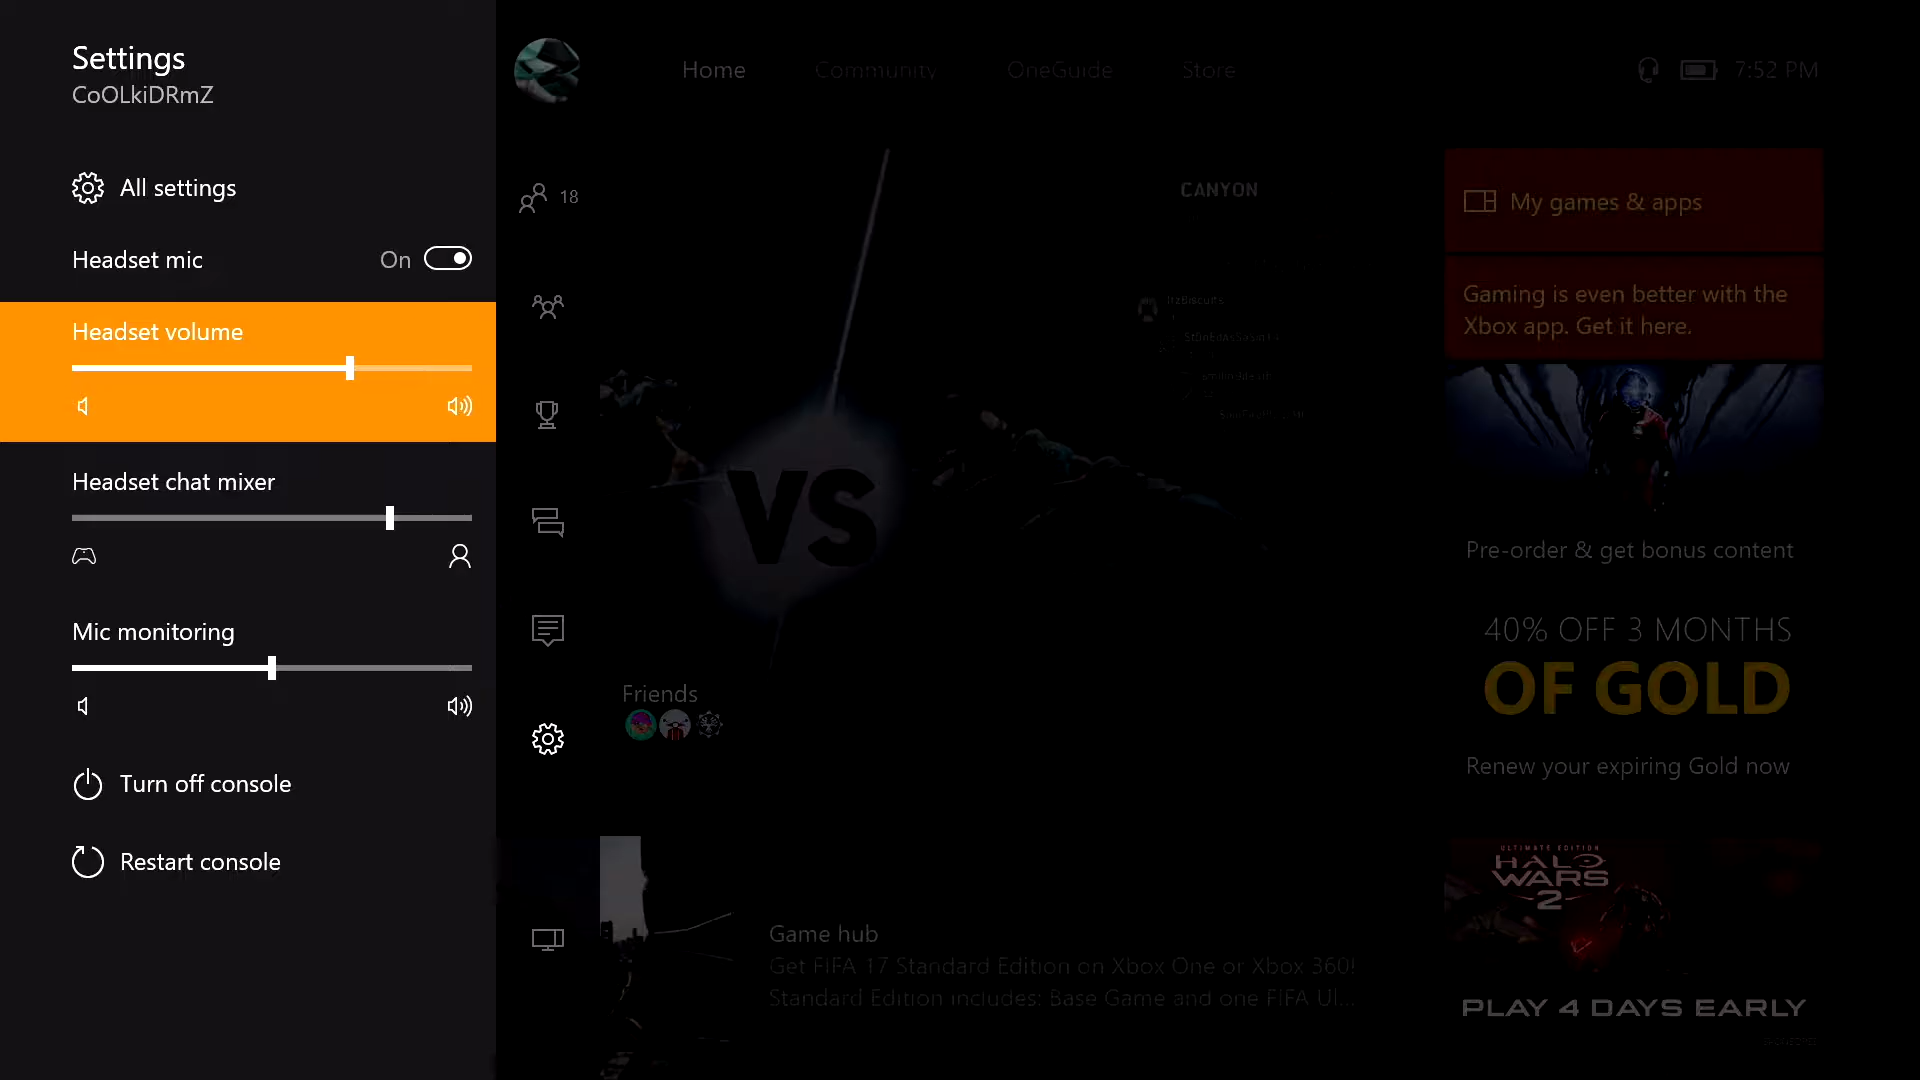 Settings
CoOLkiDRmZ
All settings
Headset mic
On
Headset volume
Headset chat mixer
Mic monitoring
Turn off console
Restart console
Home
Community
OneGuide
Store
7:52 PM
18
CANYON
VS
Friends
Game hub
Get FIFA 17 Standard Edition on Xbox One or Xbox 360!
Standard Edition includes: Base Game and one FIFA Ul...
My games & apps
Gaming is even better with the
Xbox app. Get it here.
Pre-order & get bonus content
40% OFF 3 MONTHS
OF GOLD
Renew your expiring Gold now
ULTIMATE EDITION
HALO
WARS
2
PLAY 4 DAYS EARLY